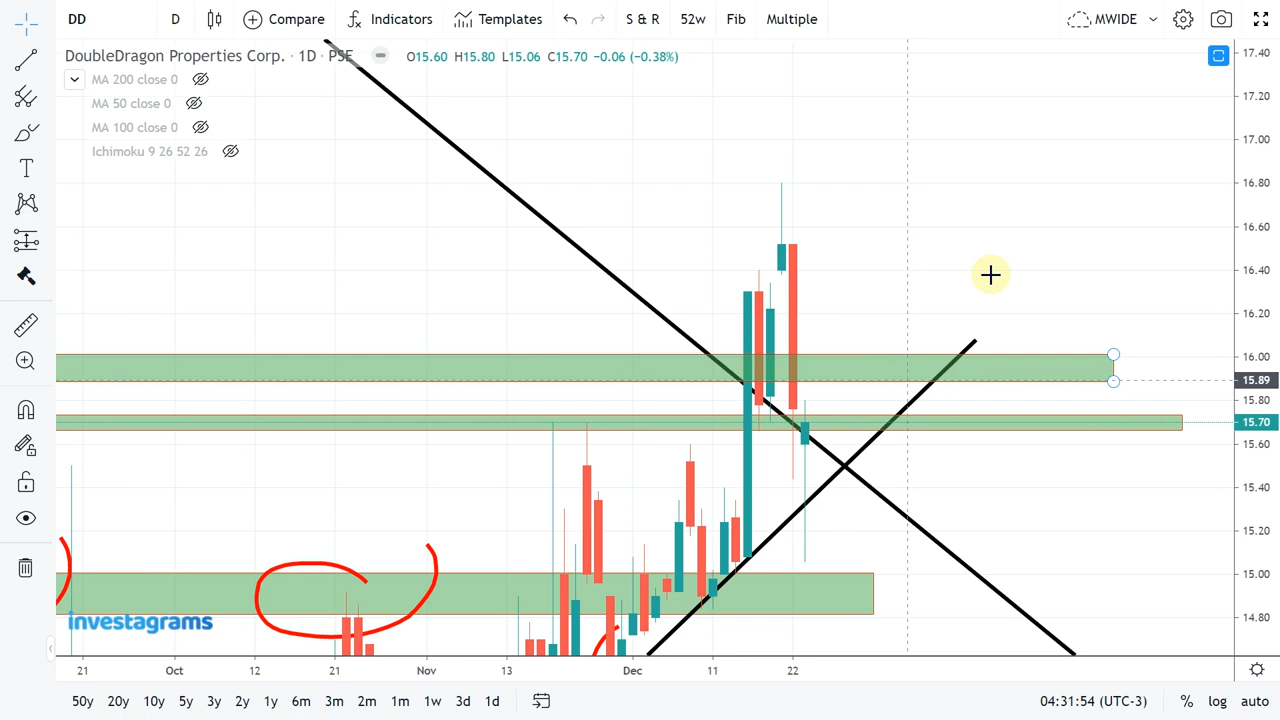 DD D Compare Indicators Templates S & R 52w Fib Multiple MWIDE
DoubleDragon Properties Corp. · 1D · PSE O15.60 H15.80 L15.06 C15.70 −0.06 (−0.38%)
MA 200 close 0
MA 50 close 0
MA 100 close 0
Ichimoku 9 26 52 26
17.40
17.20
17.00
16.80
16.60
16.40
16.20
16.00
15.89
15.80
15.70
15.60
15.40
15.20
15.00
14.80
investagrams
21 Oct 12 21 Nov 13 Dec 11 22
50y 20y 10y 5y 3y 2y 1y 6m 3m 2m 1m 1w 3d 1d 04:31:54 (UTC-3) % log auto